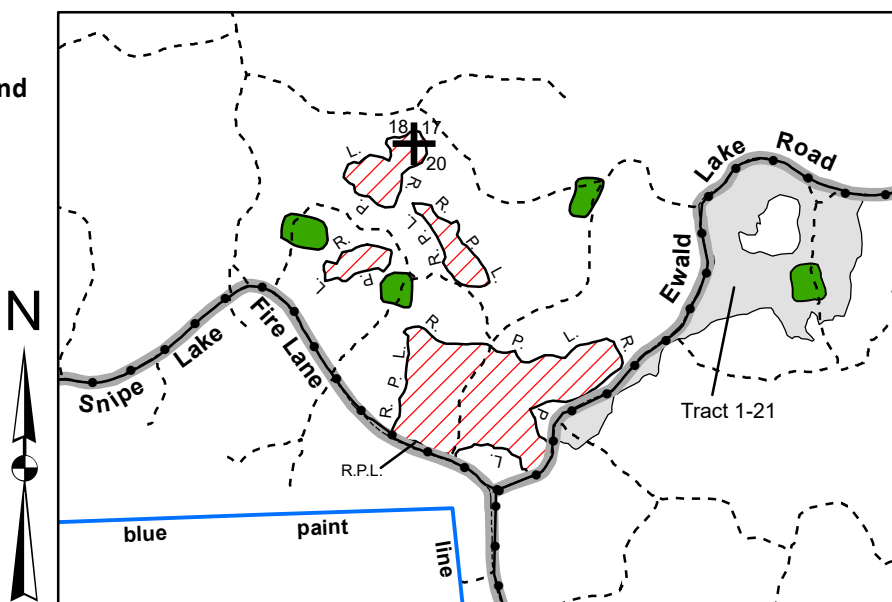 nd
18 17
20
L.
R.
P.
R.
L.
P.
R.
P.
L.
R.
P.
L.
R.
P.
L.
Lake Road
Ewald
N
Snipe Lake Fire Lane
R.
P.
L.
R.
L.
P.
R.
P.
L.
R.P.L.
Tract 1-21
blue paint line